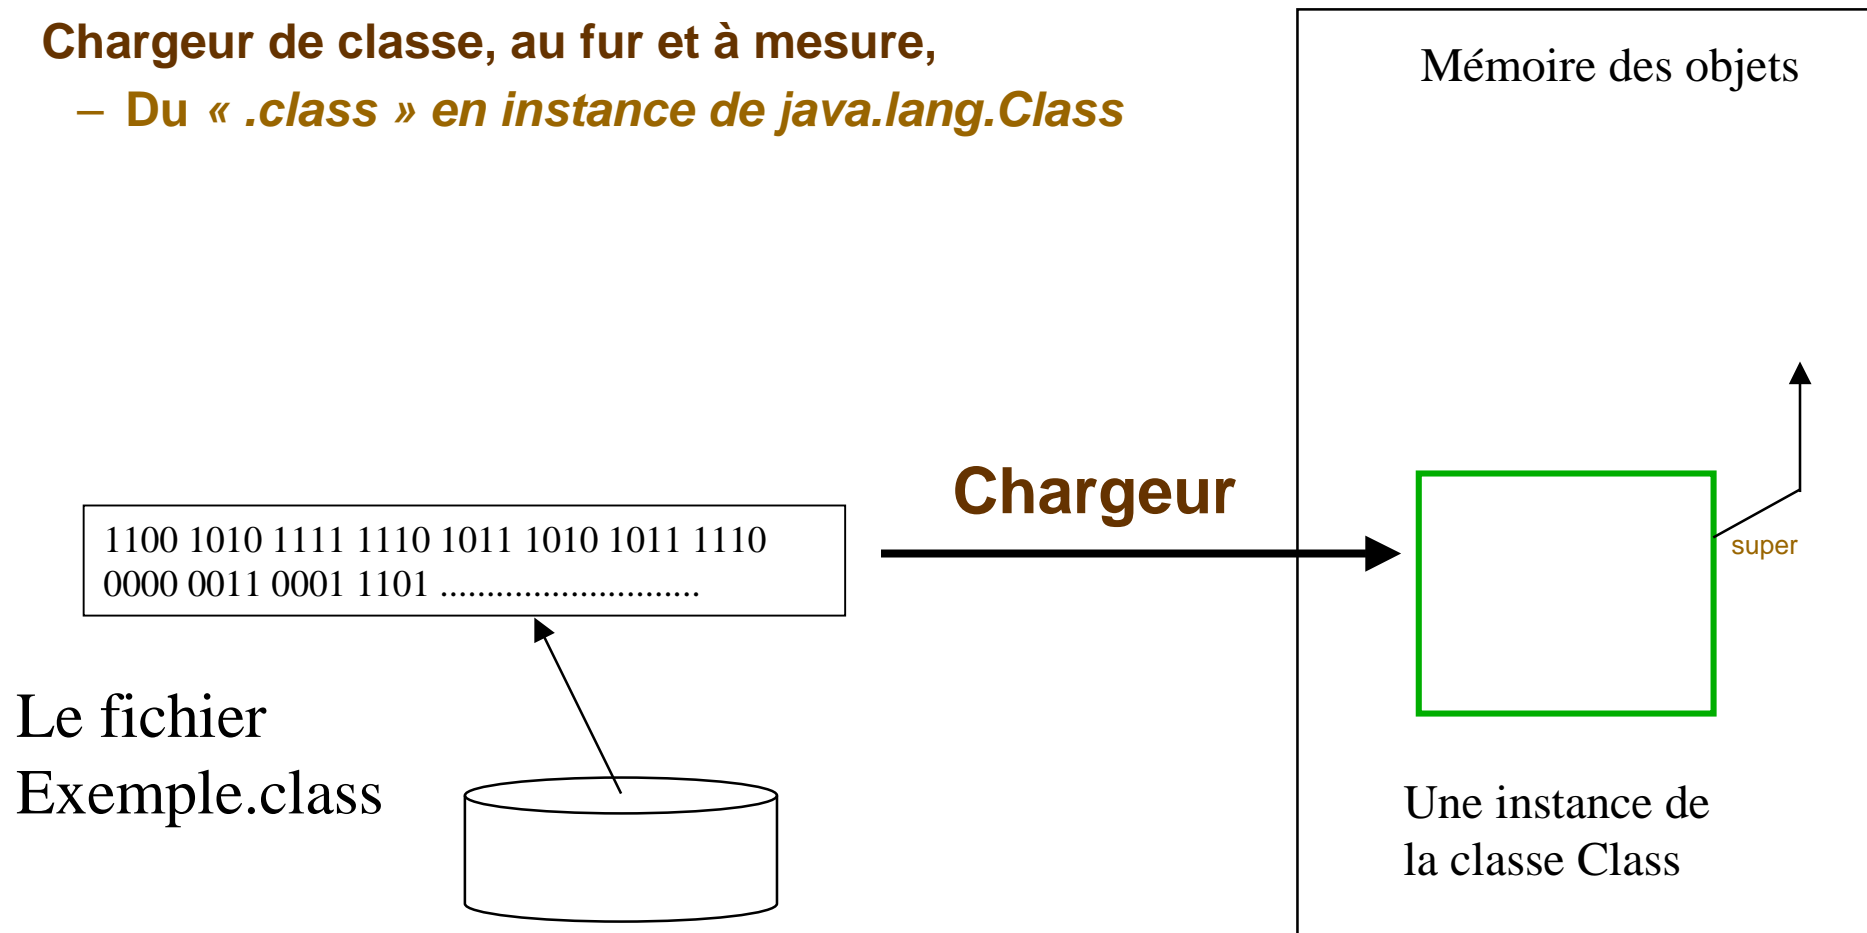 Chargeur de classe, au fur et à mesure,
– Du « .class » en instance de java.lang.Class
Mémoire des objets
Chargeur
super
1100 1010 1111 1110 1011 1010 1011 1110
0000 0011 0001 1101 ............................
Le fichier
Exemple.class
Une instance de
la classe Class